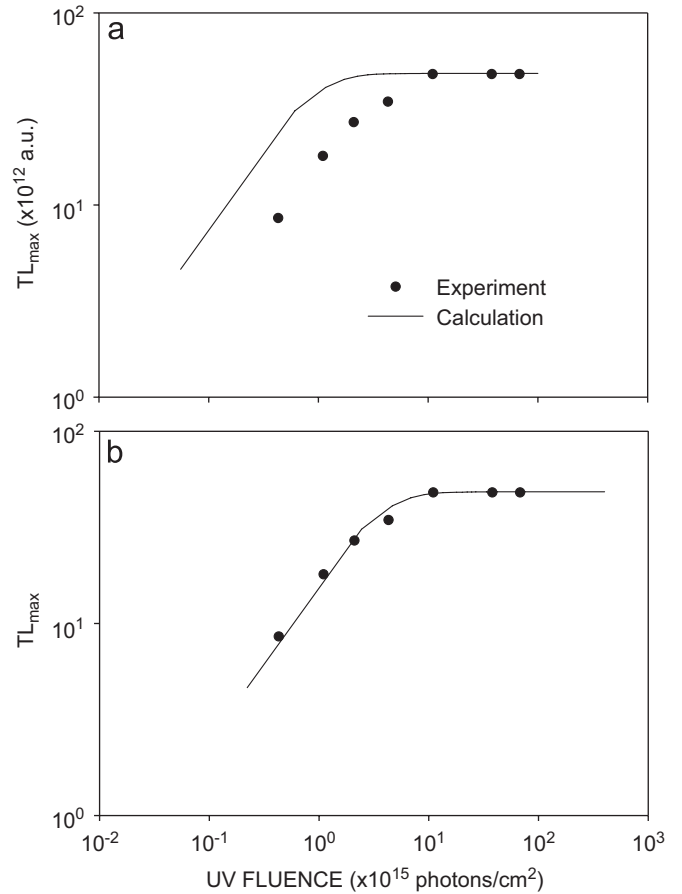 a
10²
10¹
10⁰
TLmax (x10¹² a.u.)
Experiment
Calculation
b
10²
10¹
10⁰
TLmax
10⁻² 10⁻¹ 10⁰ 10¹ 10² 10³
UV FLUENCE (x10¹⁵ photons/cm²)